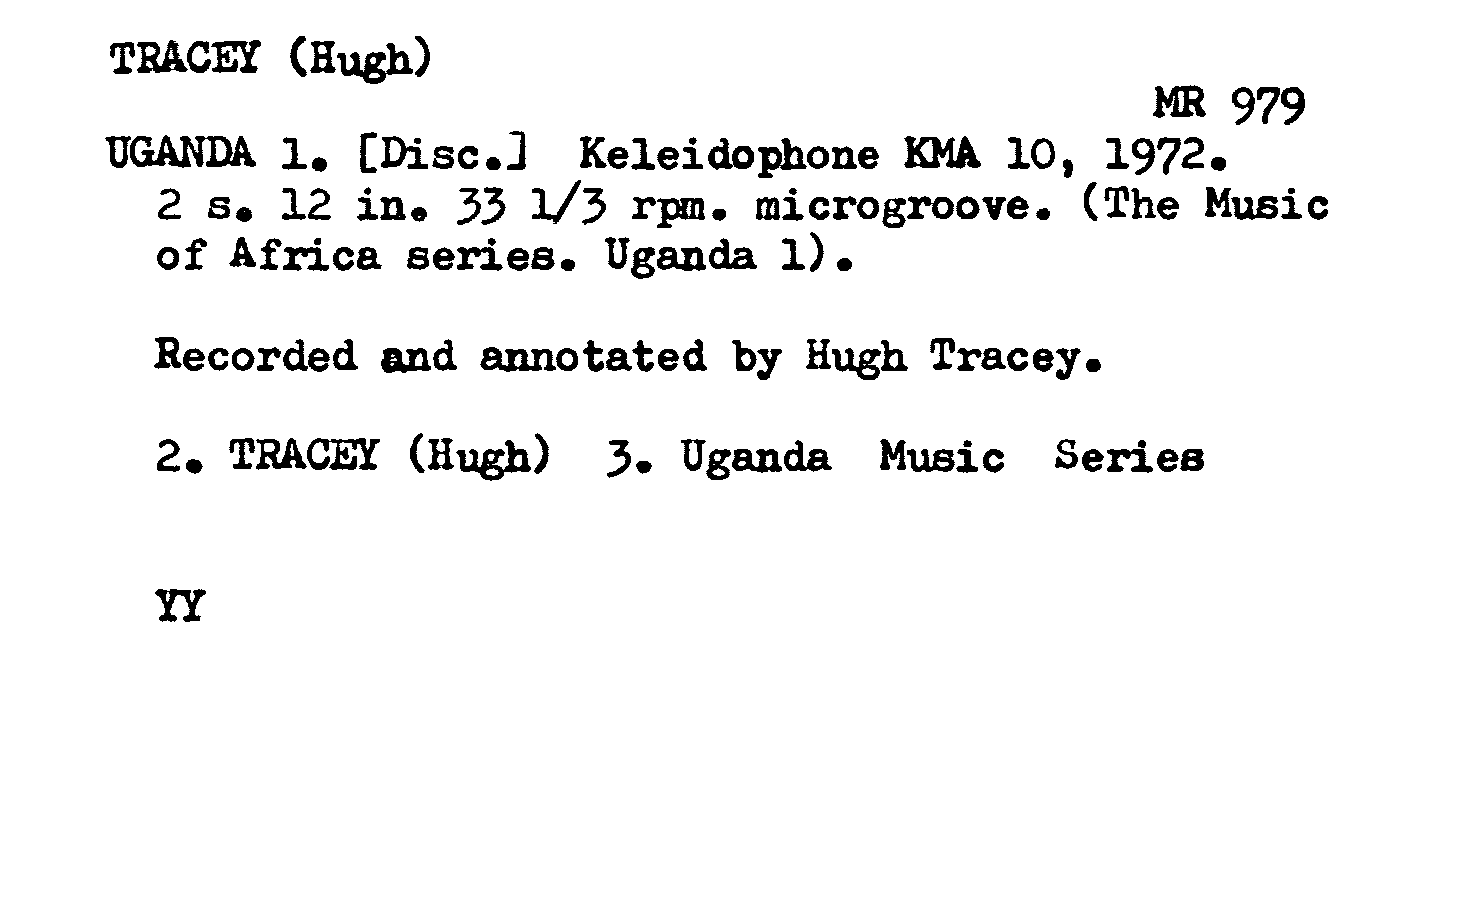 TRACEY (Hugh)
MR 979
UGANDA 1. [Disc.] Keleidophone KMA 10, 1972.
2 s. 12 in. 33 1/3 rpm. microgroove. (The Music
of Africa series. Uganda 1).
Recorded and annotated by Hugh Tracey.
2. TRACEY (Hugh) 3. Uganda Music Series
YY